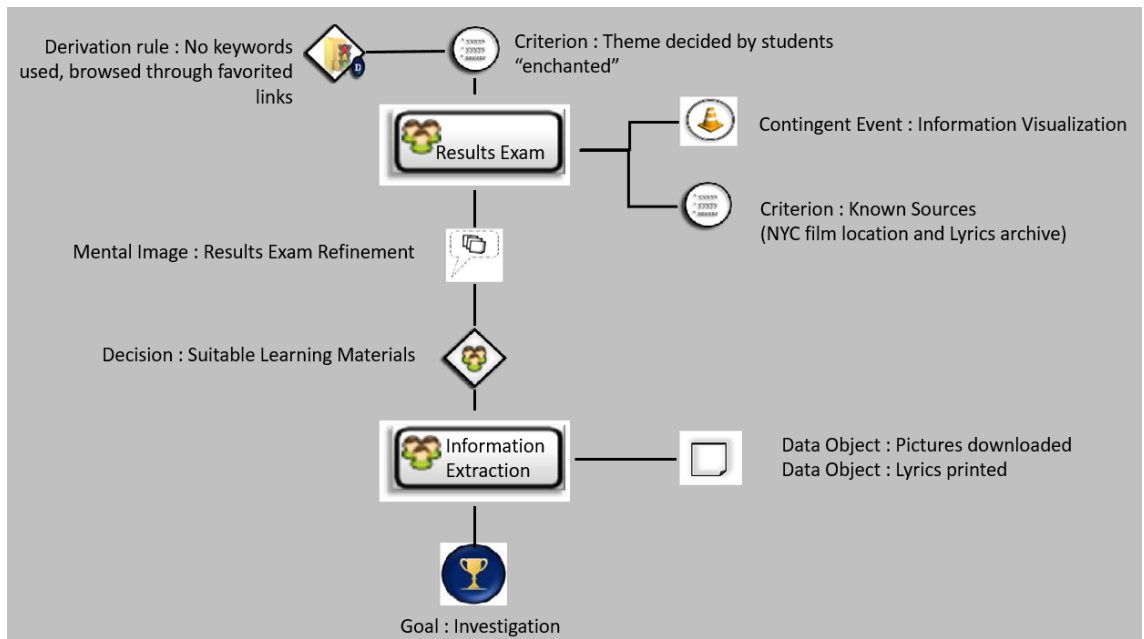 Derivation rule : No keywords
used, browsed through favorited
links
D
Criterion : Theme decided by students
“enchanted”
Results Exam
Contingent Event : Information Visualization
Criterion : Known Sources
(NYC film location and Lyrics archive)
Mental Image : Results Exam Refinement
Decision : Suitable Learning Materials
Information
Extraction
Data Object : Pictures downloaded
Data Object : Lyrics printed
Goal : Investigation